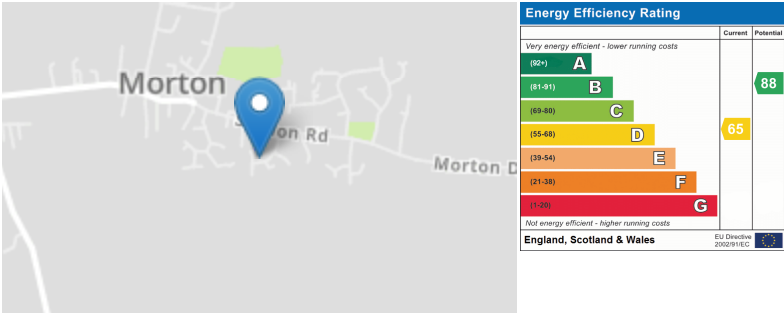 Morton
on Rd
Morton D
Energy Efficiency Rating
Current Potential
Very energy efficient - lower running costs
(92+) A
(81-91) B
(69-80) C
(55-68) D
(39-54) E
(21-38) F
(1-20) G
65
88
Not energy efficient - higher running costs
England, Scotland & Wales
EU Directive
2002/91/EC